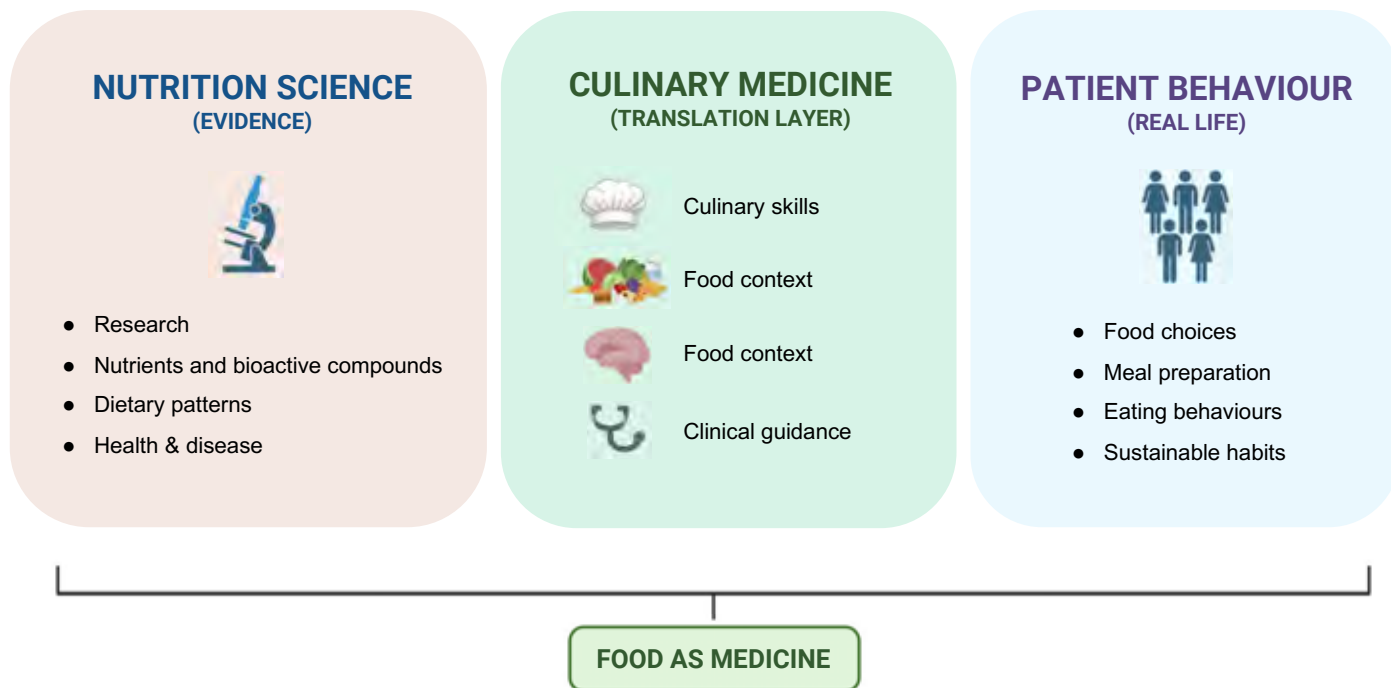 NUTRITION SCIENCE
(EVIDENCE)
● Research
● Nutrients and bioactive compounds
● Dietary patterns
● Health & disease
CULINARY MEDICINE
(TRANSLATION LAYER)
Culinary skills
Food context
Food context
Clinical guidance
PATIENT BEHAVIOUR
(REAL LIFE)
● Food choices
● Meal preparation
● Eating behaviours
● Sustainable habits
FOOD AS MEDICINE